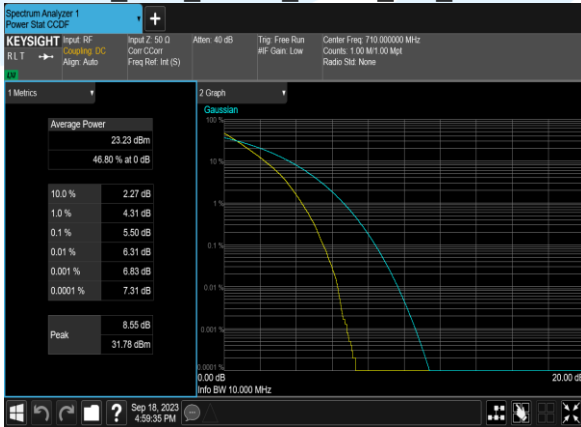 Spectrum Analyzer 1
Power Stat CCDF
KEYSIGHT
RLT
LW
Input: RF
Coupling: DC
Align: Auto
Input Z: 50 Ω
Corr CCorr
Freq Ref: Int (S)
Atten: 40 dB
Trig: Free Run
#IF Gain: Low
Center Freq: 710.000000 MHz
Counts: 1.00 M/1.00 Mpt
Radio Std: None
1 Metrics
Average Power
23.23 dBm
46.80 % at 0 dB
10.0 % 2.27 dB
1.0 % 4.31 dB
0.1 % 5.50 dB
0.01 % 6.31 dB
0.001 % 6.83 dB
0.0001 % 7.31 dB
Peak
8.55 dB
31.78 dBm
2 Graph
Gaussian
100 %
10 %
1 %
0.1 %
0.01 %
0.001 %
0.0001 %
0.00 dB
20.00 dB
Info BW 10.000 MHz
?
Sep 18, 2023
4:59:35 PM